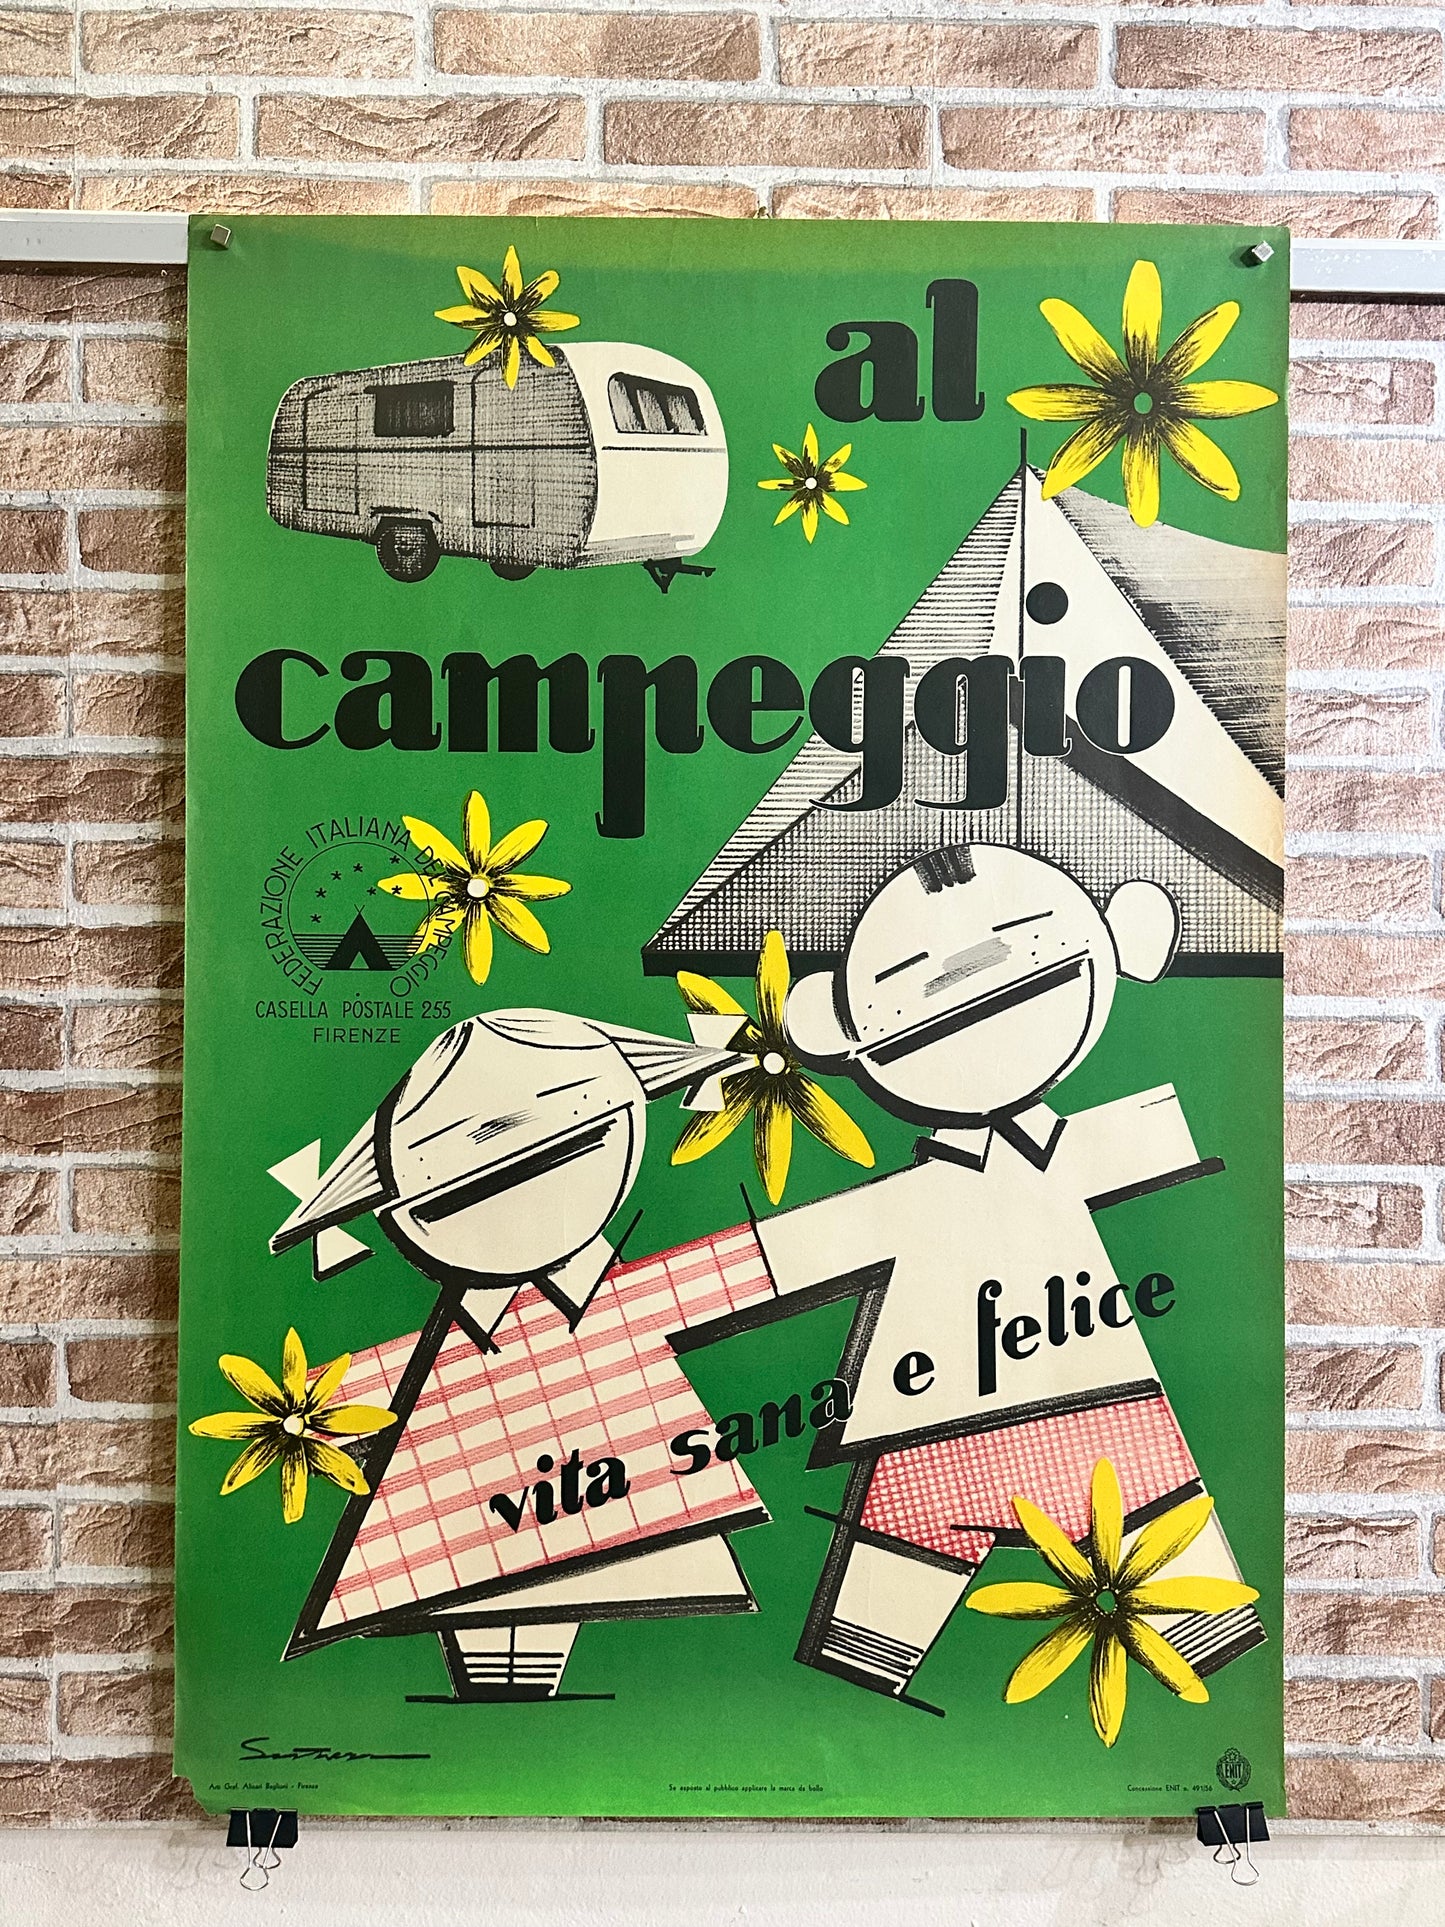 al
campeggio
FEDERAZIONE ITALIANA DEL CAMPEGGIO
CASELLA POSTALE 255
FIRENZE
vita sana e felice
Arti Graf. Alinari Baglioni - Firenze
Se esposto al pubblico applicare la marca da bollo
Concessione ENIT n. 491/56
ENIT